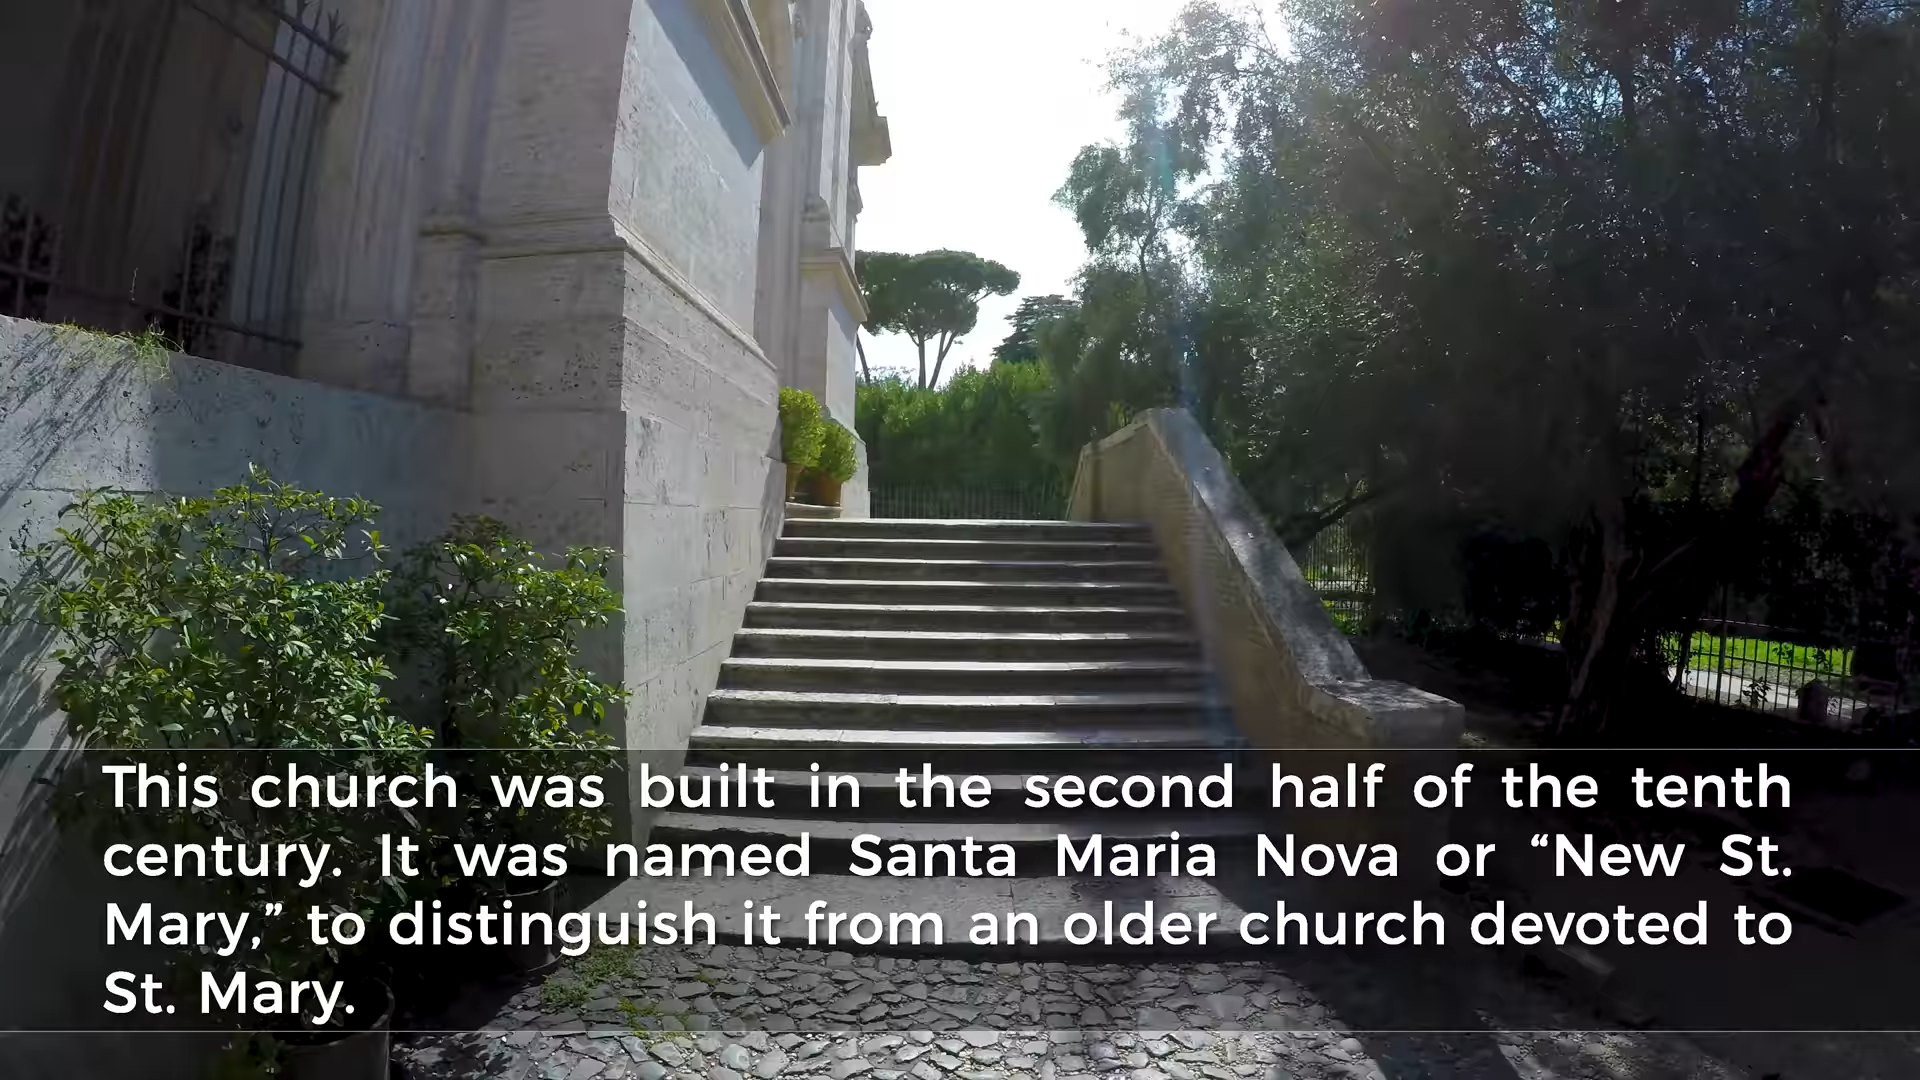 This church was built in the second half of the tenth
century. It was named Santa Maria Nova or “New St.
Mary,” to distinguish it from an older church devoted to
St. Mary.